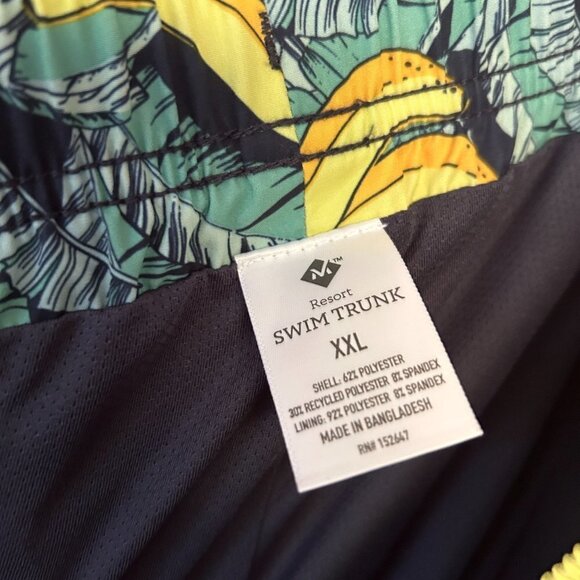 M™
Resort
SWIM TRUNK
XXL
SHELL: 62% POLYESTER
30% RECYCLED POLYESTER 8% SPANDEX
LINING: 92% POLYESTER 8% SPANDEX
MADE IN BANGLADESH
RN# 152647